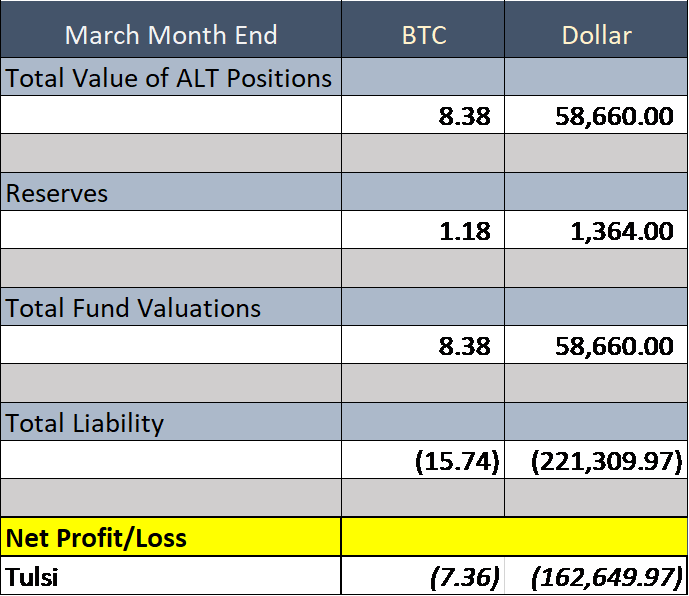 March Month End BTC Dollar
Total Value of ALT Positions
8.38 58,660.00
Reserves
1.18 1,364.00
Total Fund Valuations
8.38 58,660.00
Total Liability
(15.74) (221,309.97)
Net Profit/Loss
Tulsi (7.36) (162,649.97)